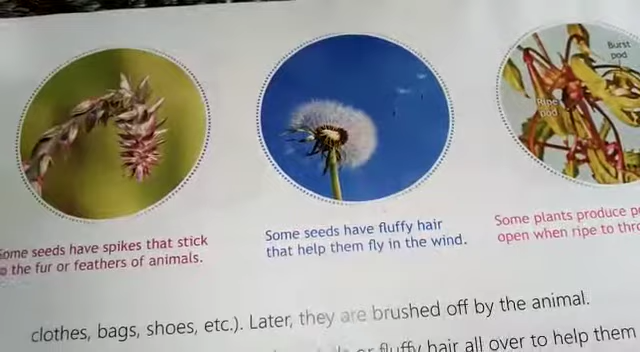 Burst
pod
Ripe
pod
Some seeds have spikes that stick
to the fur or feathers of animals.
Some seeds have fluffy hair
that help them fly in the wind.
Some plants produce
open when ripe to
clothes, bags, shoes, etc.). Later, they are brushed off by the animal.
or fluffy hair all over to help them